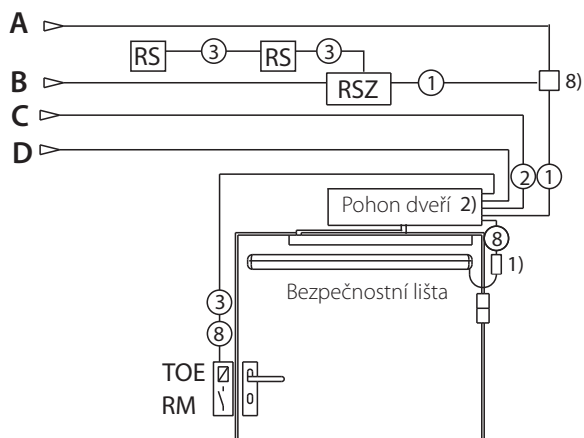 A
RS 3 RS 3
B RSZ 1 8)
C
D
2 1
Pohon dveří 2)
8
1)
Bezpečnostní lišta
3
8
TOE
RM